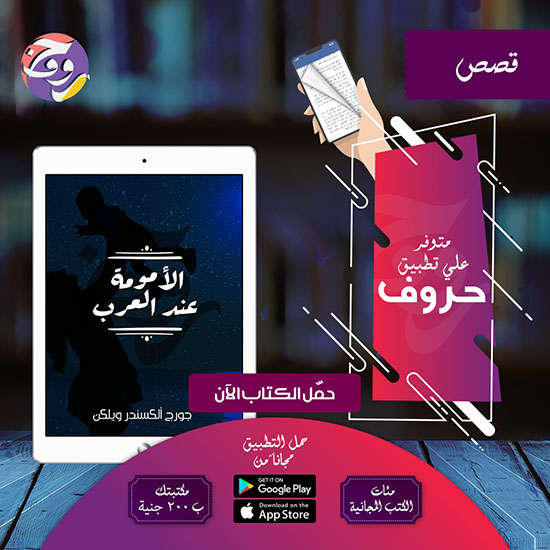 حروف
قصص
متوفر
علي تطبيق
حروف
الأمومة
عند العرب
جورج ألكسندر ويلكن
حمّل الكتاب الآن
حمل التطبيق
مجاناً من
مكتبتك
ب ٢٠٠ جنية
GET IT ON
Google Play
Download on the
App Store
مئات
الكتب المجانية